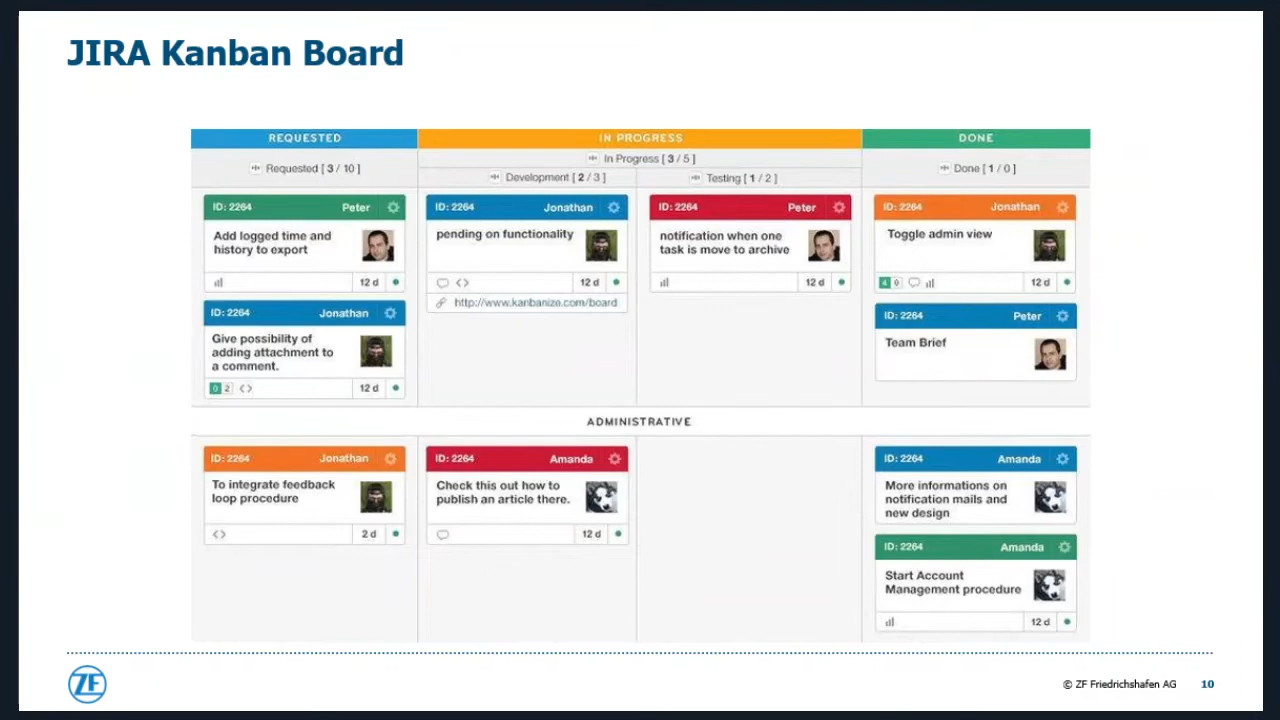 JIRA Kanban Board
REQUESTED
IN PROGRESS
DONE
Requested [ 3 / 10 ]
In Progress [ 3 / 5 ]
Development [ 2 / 3 ]
Testing [ 1 / 2 ]
Done [ 1 / 0 ]
ID: 2264 Peter
Add logged time and
history to export
12 d
ID: 2264 Jonathan
Give possibility of
adding attachment to
a comment.
0 2 12 d
ID: 2264 Jonathan
pending on functionality
12 d
http://www.kanbanize.com/board
ID: 2264 Peter
notification when one
task is move to archive
12 d
ID: 2264 Jonathan
Toggle admin view
4 0 12 d
ID: 2264 Peter
Team Brief
ADMINISTRATIVE
ID: 2264 Jonathan
To integrate feedback
loop procedure
2 d
ID: 2264 Amanda
Check this out how to
publish an article there.
12 d
ID: 2264 Amanda
More informations on
notification mails and
new design
ID: 2264 Amanda
Start Account
Management procedure
12 d
ZF
© ZF Friedrichshafen AG 10